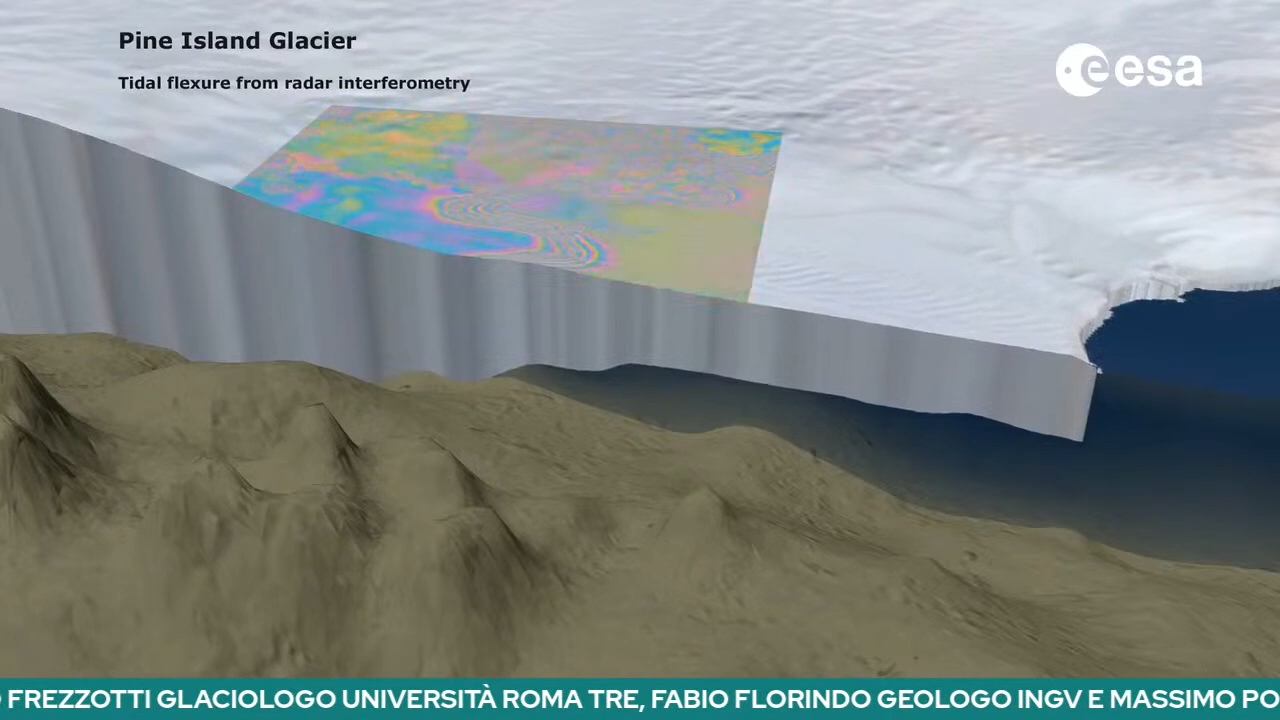 Pine Island Glacier
Tidal flexure from radar interferometry
esa
FREZZOTTI GLACIOLOGO UNIVERSITÀ ROMA TRE, FABIO FLORINDO GEOLOGO INGV E MASSIMO